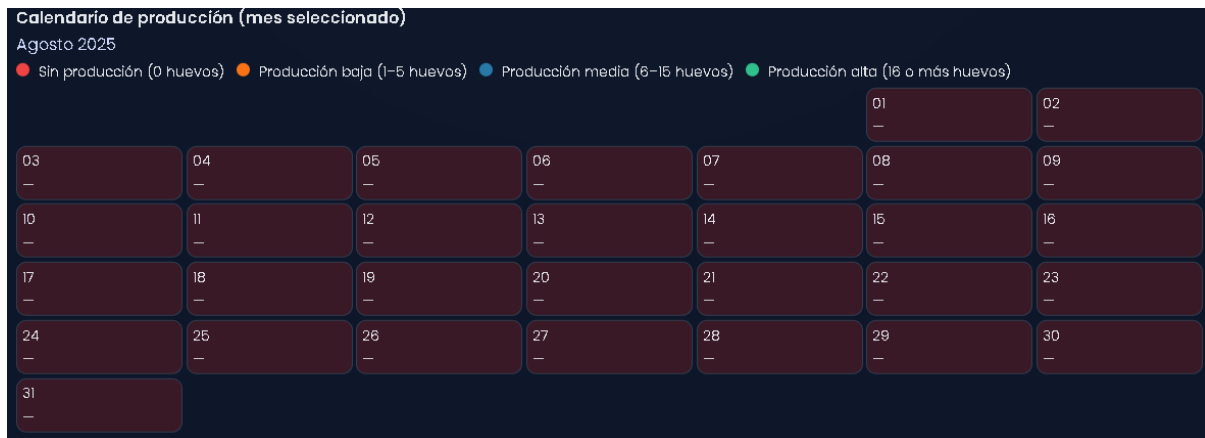 Calendario de producción (mes seleccionado)
Agosto 2025
Sin producción (0 huevos) Producción baja (1–5 huevos) Producción media (6–15 huevos) Producción alta (16 o más huevos)
01 02
— —
03 04 05 06 07 08 09
— — — — — — —
10 11 12 13 14 15 16
— — — — — — —
17 18 19 20 21 22 23
— — — — — — —
24 25 26 27 28 29 30
— — — — — — —
31
—